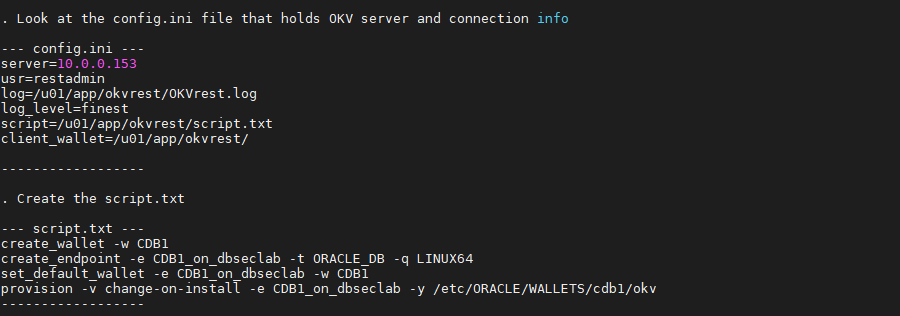 . Look at the config.ini file that holds OKV server and connection info
--- config.ini ---
server=10.0.0.153
usr=restadmin
log=/u01/app/okvrest/OKVrest.log
log_level=finest
script=/u01/app/okvrest/script.txt
client_wallet=/u01/app/okvrest/
------------------
. Create the script.txt
--- script.txt ---
create_wallet -w CDB1
create_endpoint -e CDB1_on_dbseclab -t ORACLE_DB -q LINUX64
set_default_wallet -e CDB1_on_dbseclab -w CDB1
provision -v change-on-install -e CDB1_on_dbseclab -y /etc/ORACLE/WALLETS/cdb1/okv
------------------